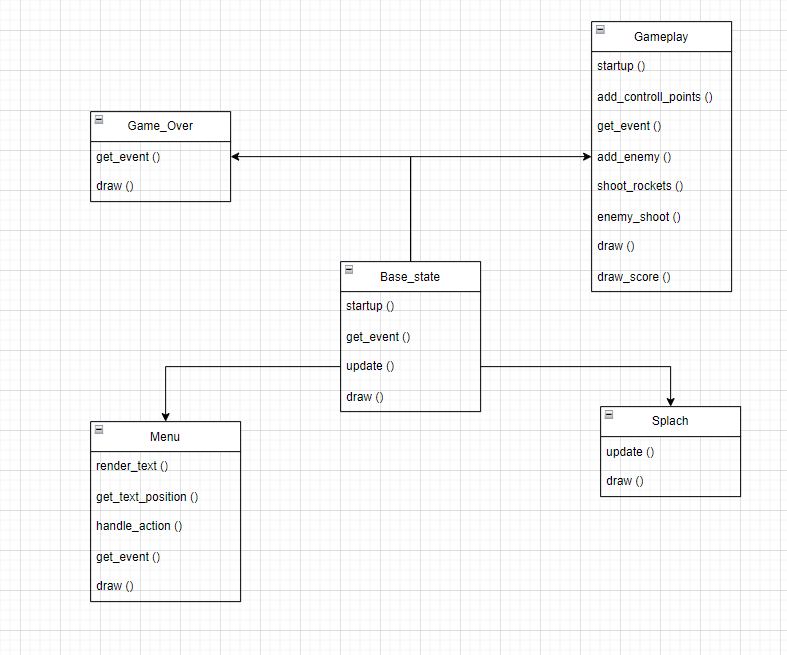 Gameplay
startup ()
add_controll_points ()
get_event ()
add_enemy ()
shoot_rockets ()
enemy_shoot ()
draw ()
draw_score ()
Game_Over
get_event ()
draw ()
Base_state
startup ()
get_event ()
update ()
draw ()
Menu
render_text ()
get_text_position ()
handle_action ()
get_event ()
draw ()
Splach
update ()
draw ()